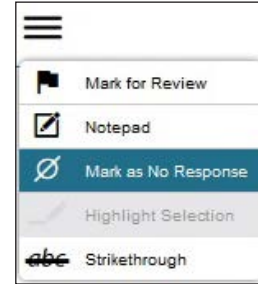 Mark for Review
Notepad
Mark as No Response
Highlight Selection
abc Strikethrough